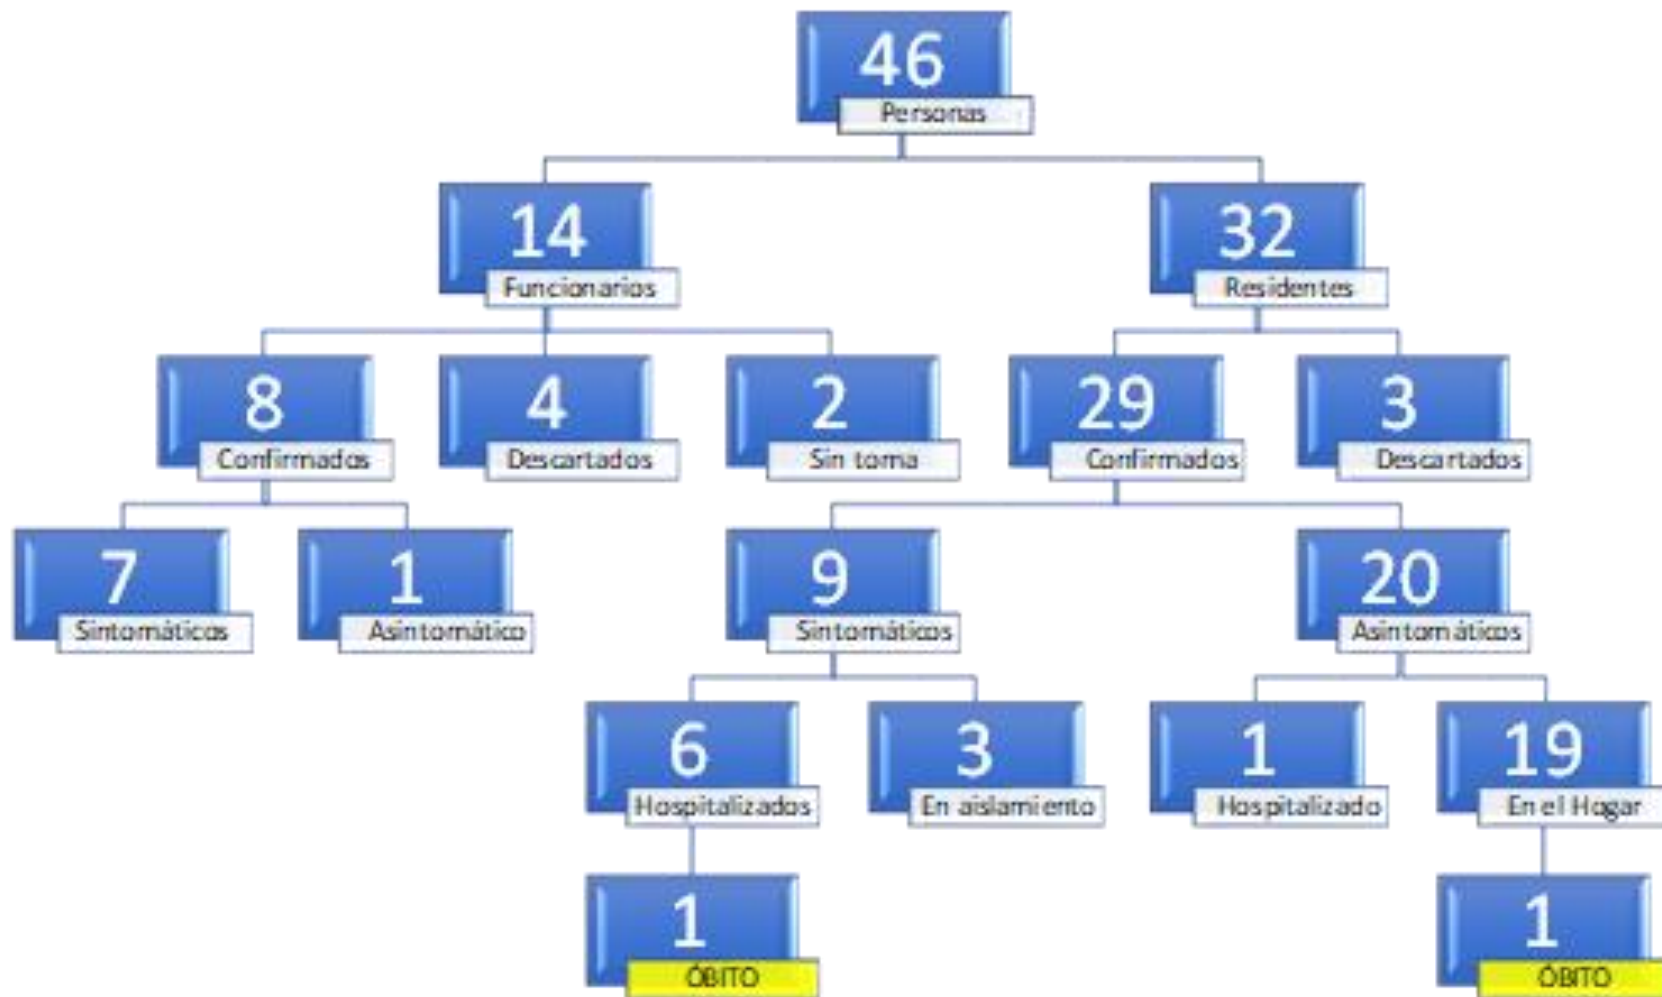 46
Personas
14
Funcionarios
32
Residentes
8
Confirmados
4
Descartados
2
Sin toma
29
Confirmados
3
Descartados
7
Sintomáticos
1
Asintomático
9
Sintomáticos
20
Asintomáticos
6
Hospitalizados
3
En aislamiento
1
Hospitalizado
19
En el Hogar
1
ÓBITO
1
ÓBITO